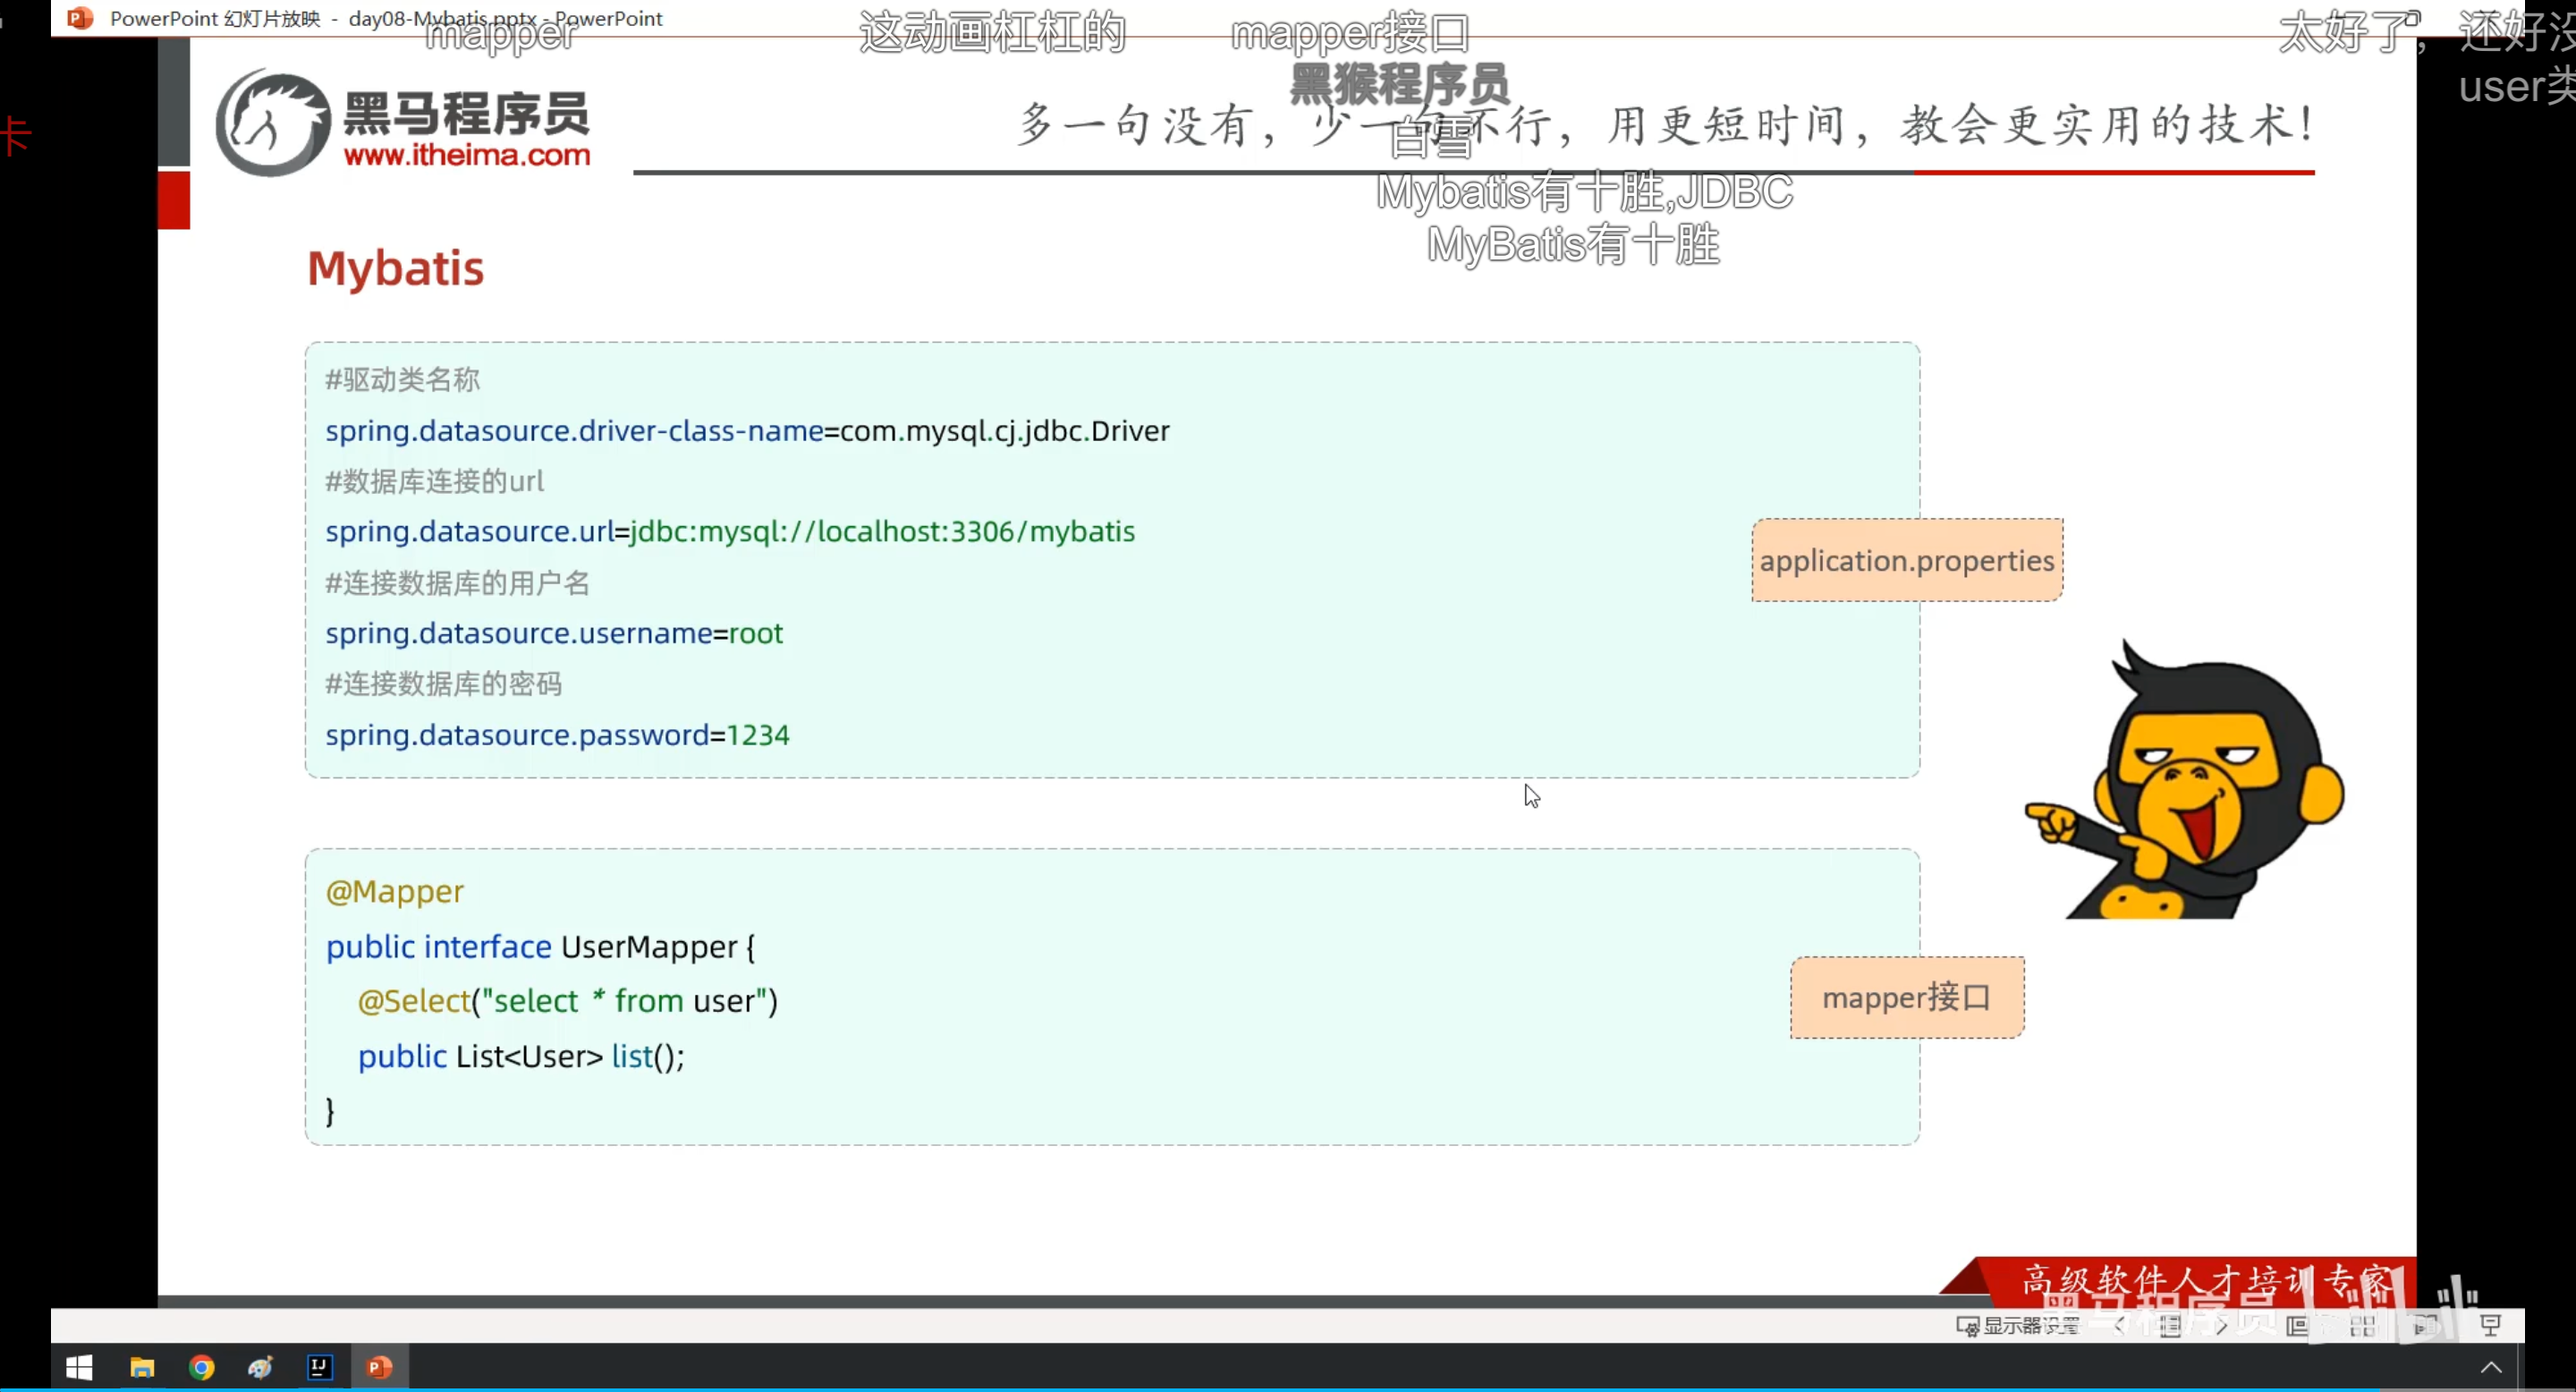 PowerPoint 幻灯片放映 - day08-Mybatis.pptx - PowerPoint
mapper
这动画杠杠的
mapper接口
太好了，还好没
黑猴程序员
user类
卡
黑马程序员
www.itheima.com
多一句没有，少一句不行，用更短时间，教会更实用的技术！
白雪
Mybatis有十胜,JDBC
MyBatis有十胜
Mybatis
#驱动类名称
spring.datasource.driver-class-name=com.mysql.cj.jdbc.Driver
#数据库连接的url
spring.datasource.url=jdbc:mysql://localhost:3306/mybatis
application.properties
#连接数据库的用户名
spring.datasource.username=root
#连接数据库的密码
spring.datasource.password=1234
@Mapper
public interface UserMapper {
@Select("select * from user")
mapper接口
public List<User> list();
}
高级软件人才培训专家
黑马程序员
显示器设置